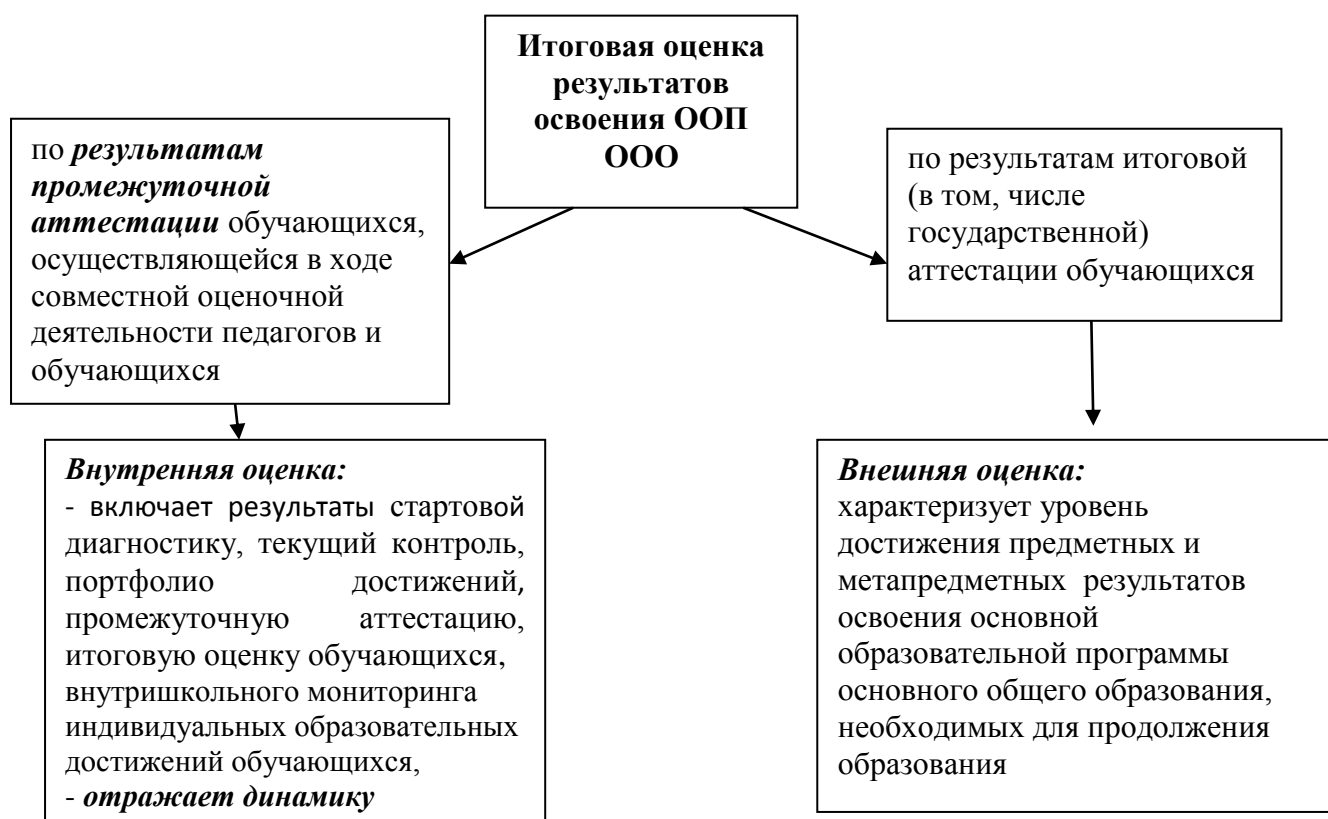 Итоговая оценка
результатов
освоения ООП
ООО
по результатам
промежуточной
аттестации обучающихся,
осуществляющейся в ходе
совместной оценочной
деятельности педагогов и
обучающихся
по результатам итоговой
(в том, числе
государственной)
аттестации обучающихся
Внутренняя оценка:
- включает результаты стартовой
диагностику, текущий контроль,
портфолио достижений,
промежуточную аттестацию,
итоговую оценку обучающихся,
внутришкольного мониторинга
индивидуальных образовательных
достижений обучающихся,
- отражает динамику
Внешняя оценка:
характеризует уровень
достижения предметных и
метапредметных результатов
освоения основной
образовательной программы
основного общего образования,
необходимых для продолжения
образования